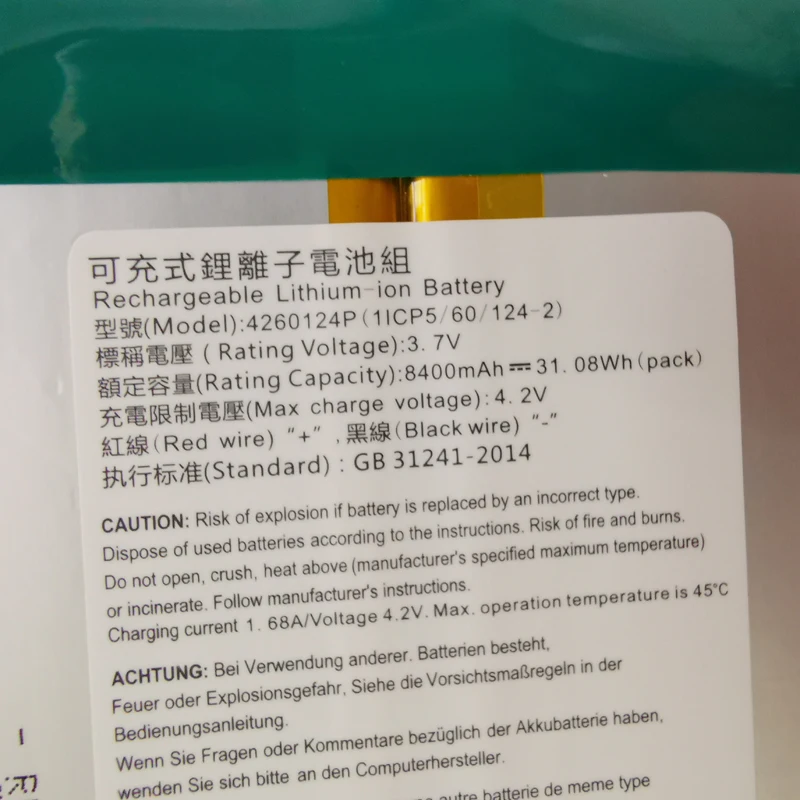 可充式鋰離子電池組
Rechargeable Lithium-ion Battery
型號(Model):4260124P(1ICP5/60/124-2)
標稱電壓(Rating Voltage):3.7V
額定容量(Rating Capacity):8400mAh⎓31.08Wh(pack)
充電限制電壓(Max charge voltage):4.2V
紅線(Red wire)“+”,黑線(Black wire)“-”
执行标准(Standard):GB 31241-2014
CAUTION: Risk of explosion if battery is replaced by an incorrect type.
Dispose of used batteries according to the instructions. Risk of fire and burns.
Do not open, crush, heat above (manufacturer's specified maximum temperature)
or incinerate. Follow manufacturer's instructions.
Charging current 1.68A/Voltage 4.2V. Max. operation temperature is 45°C
ACHTUNG: Bei Verwendung anderer. Batterien besteht,
Feuer oder Explosionsgefahr, Siehe die Vorsichtsmaßregeln in der
Bedienungsanleitung.
Wenn Sie Fragen oder Kommentare bezüglich der Akkubatterie haben,
wenden Sie sich bitte an den Computerhersteller.
autre batterie de meme type